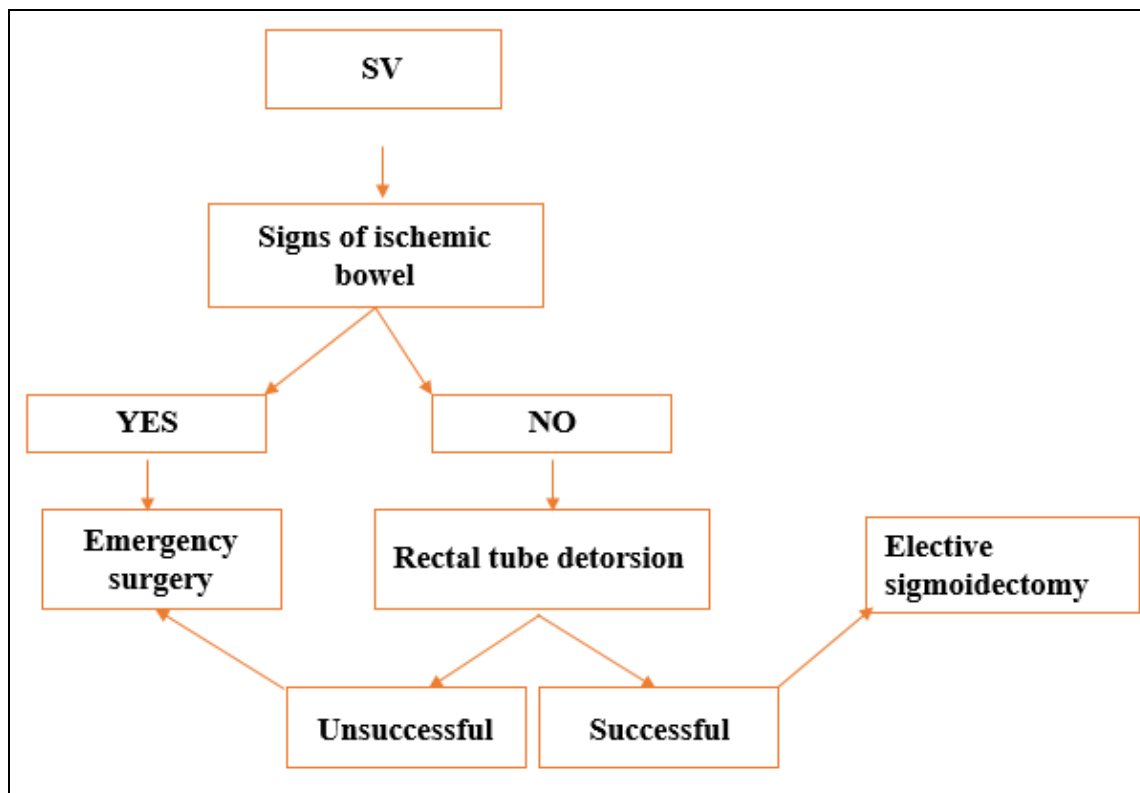 SV
Signs of ischemic
bowel
YES
NO
Emergency
surgery
Rectal tube detorsion
Elective
sigmoidectomy
Unsuccessful
Successful